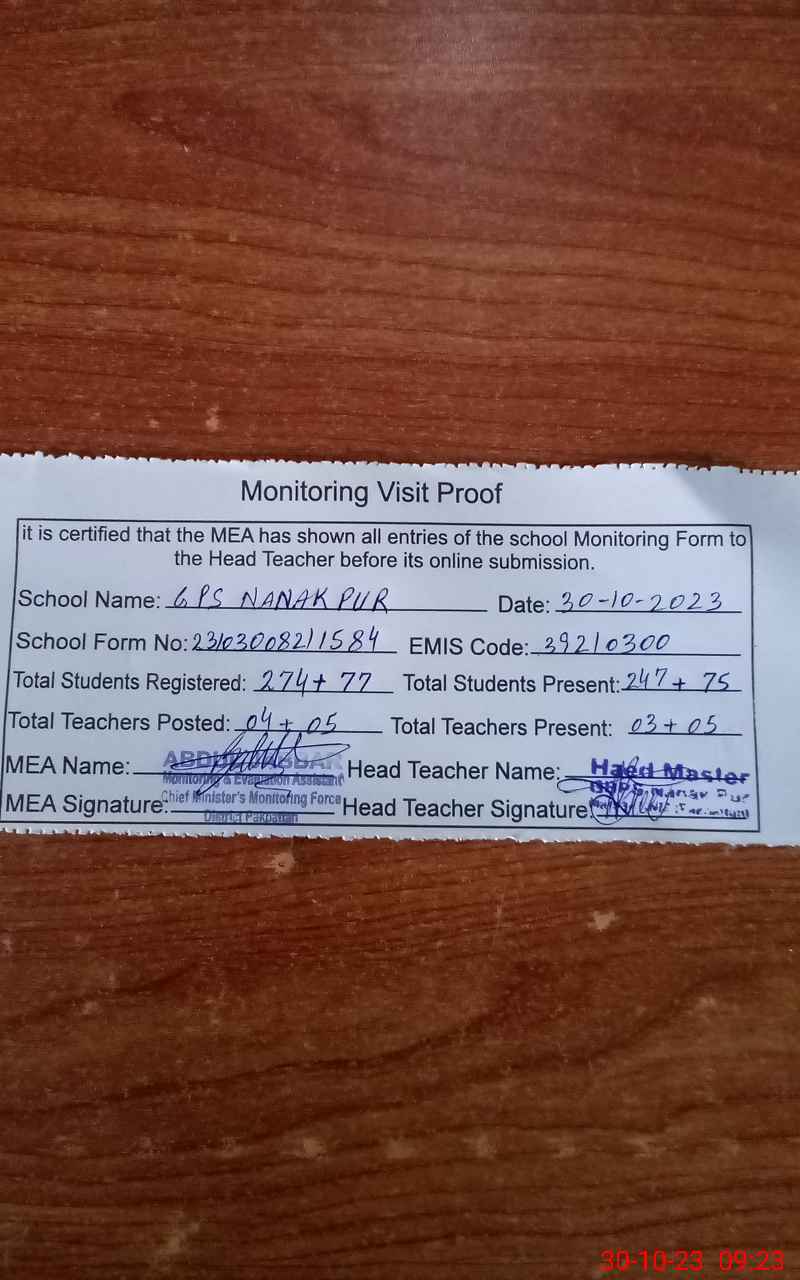 Monitoring Visit Proof
it is certified that the MEA has shown all entries of the school Monitoring Form to
the Head Teacher before its online submission.
School Name: GPS NANAK PUR Date: 30-10-2023
School Form No: EMIS Code: 39210300
Total Students Registered: 274+ 77 Total Students Present: 247+ 75
Total Teachers Posted: 04+05 Total Teachers Present: 03+05
MEA Name: Head Teacher Name: Haed Master
Monitoring & Evaluation Assistant
MEA Signature: Chief Minister's Monitoring Force Head Teacher Signature:
District Pakpattan
30-10-23 09:23